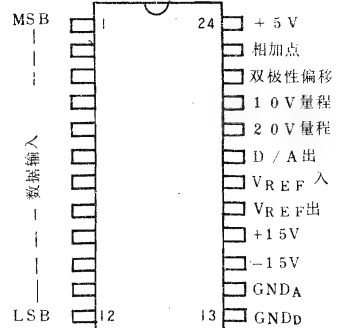 MSB
1
24
+5V
相加点
双极性偏移
10V量程
20V量程
D/A出
VREF入
VREF出
+15V
-15V
GNDA
GNDD
数据输入
LSB
12
13